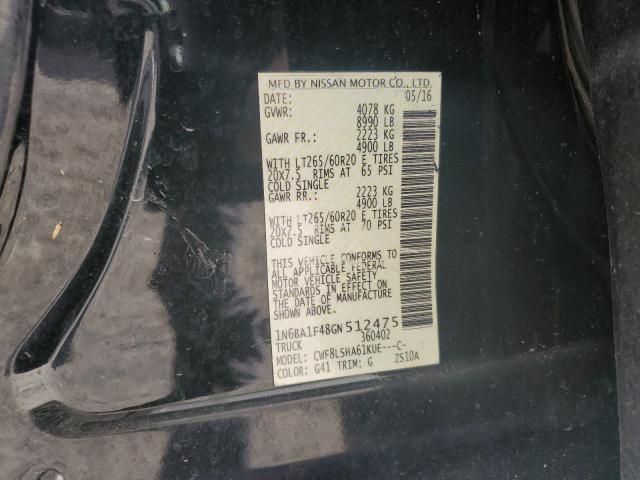 MFD BY NISSAN MOTOR CO., LTD.
DATE: 05/16
GVWR: 4078 KG
8990 LB
GAWR FR.: 2223 KG
4900 LB
WITH LT265/60R20 E TIRES
20X7.5 RIMS AT 65 PSI
COLD SINGLE
GAWR RR.: 2223 KG
4900 LB
WITH LT265/60R20 E TIRES
20X7.5 RIMS AT 70 PSI
COLD SINGLE
THIS VEHICLE CONFORMS TO
ALL APPLICABLE FEDERAL
MOTOR VEHICLE SAFETY
STANDARDS IN EFFECT ON
THE DATE OF MANUFACTURE
SHOWN ABOVE.
1N6BA1F48GN512475
TRUCK 360402
MODEL: CWF8LSHA61KUE---C-
COLOR: G41 TRIM: G ZS10A